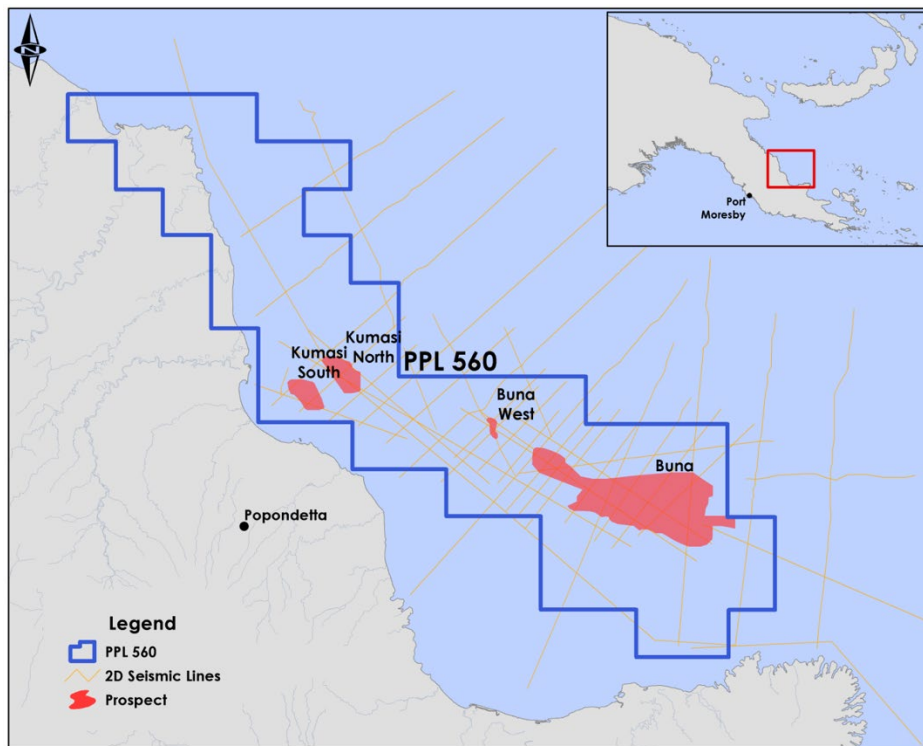 N
Port
Moresby
Kumasi
North
Kumasi
South
PPL 560
Buna
West
Buna
Popondetta
Legend
PPL 560
2D Seismic Lines
Prospect